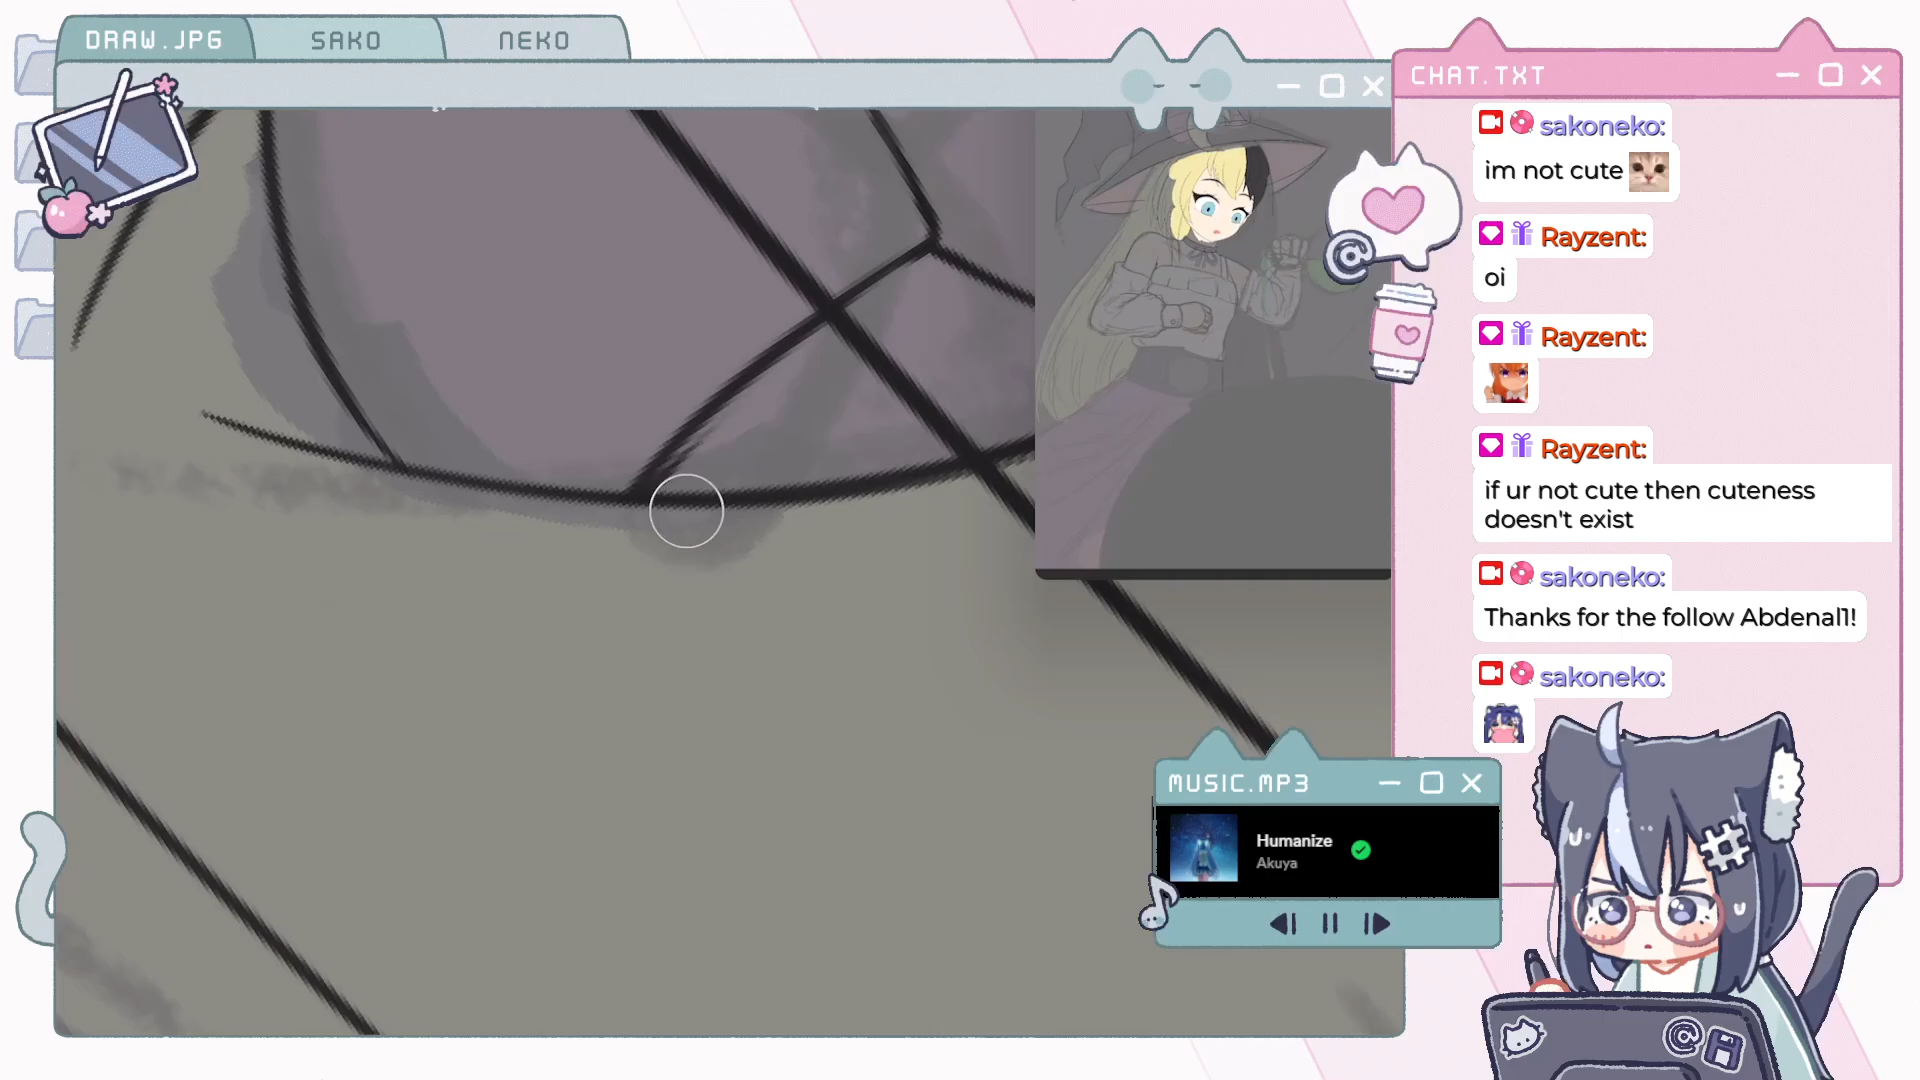 DRAW.JPG
SAKO
NEKO
CHAT.TXT
sakoneko:
im not cute
Rayzent:
oi
Rayzent:
Rayzent:
if ur not cute then cuteness
doesn't exist
sakoneko:
Thanks for the follow Abdenal1!
sakoneko:
MUSIC.MP3
Humanize
Akuya